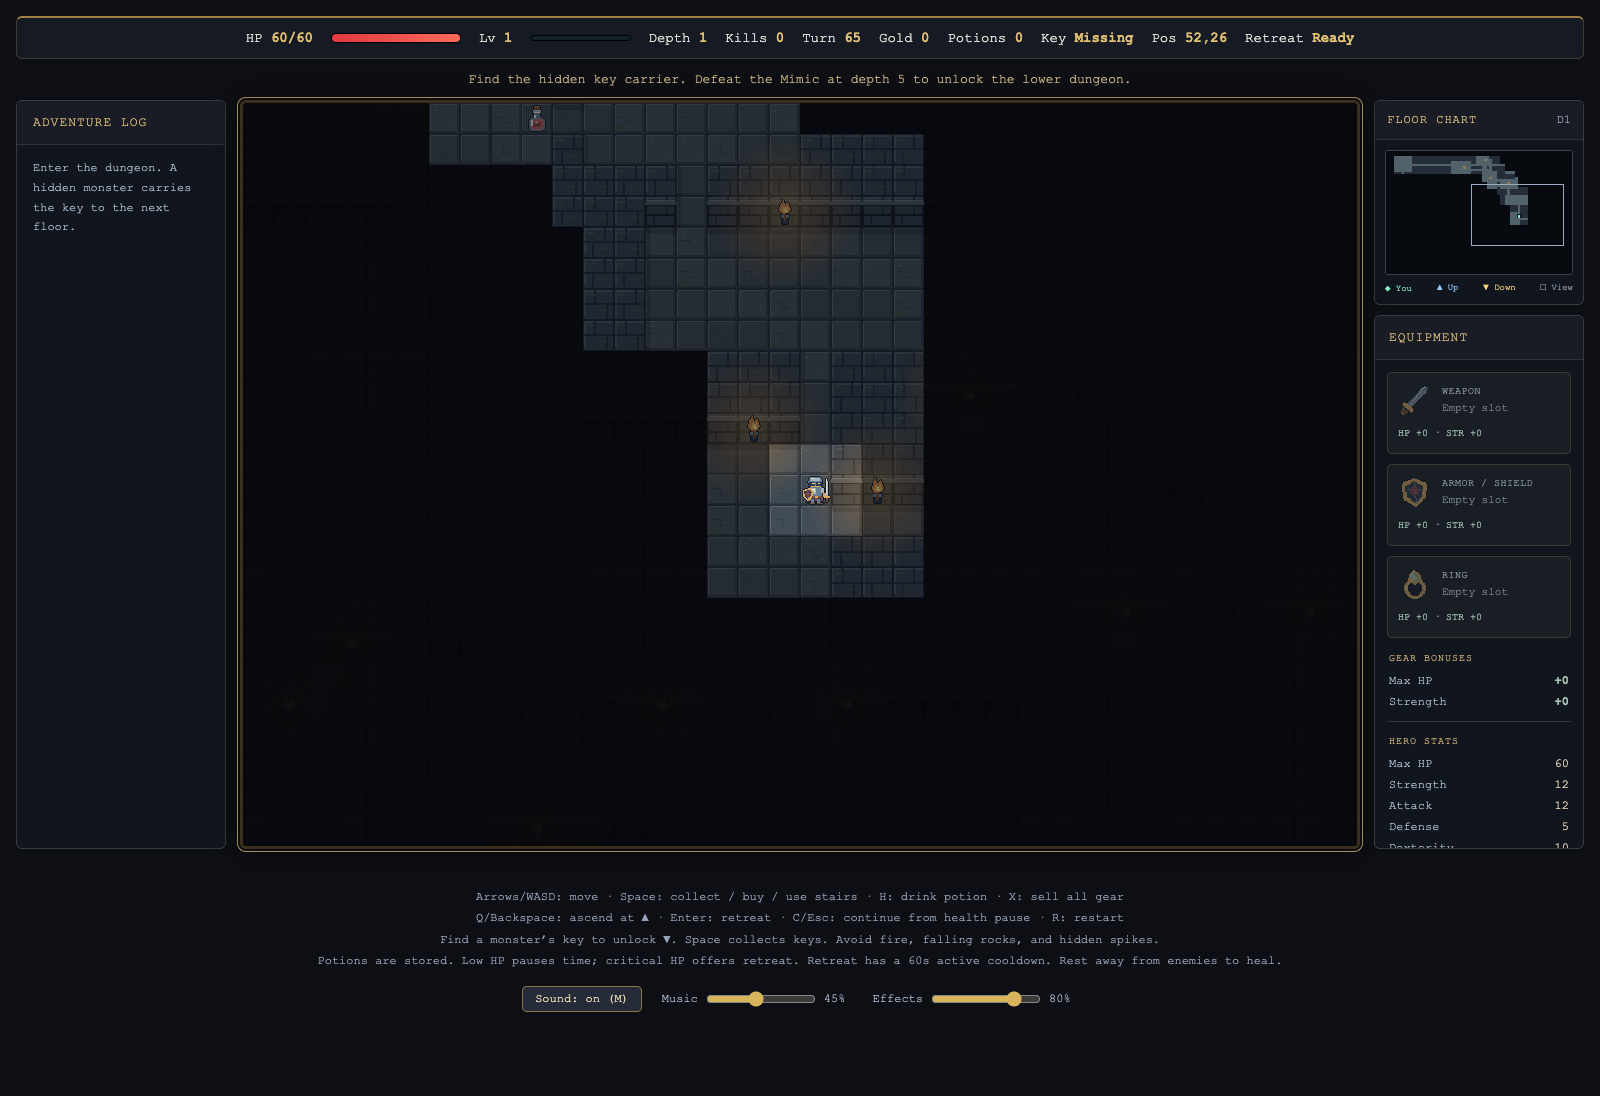 HP 60/60 Lv 1 Depth 1 Kills 0 Turn 65 Gold 0 Potions 0 Key Missing Pos 52,26 Retreat Ready
Find the hidden key carrier. Defeat the Mimic at depth 5 to unlock the lower dungeon.
ADVENTURE LOG
Enter the dungeon. A
hidden monster carries
the key to the next
floor.
FLOOR CHART D1
◆ You ▲ Up ▼ Down □ View
EQUIPMENT
WEAPON
Empty slot
HP +0 · STR +0
ARMOR / SHIELD
Empty slot
HP +0 · STR +0
RING
Empty slot
HP +0 · STR +0
GEAR BONUSES
Max HP +0
Strength +0
HERO STATS
Max HP 60
Strength 12
Attack 12
Defense 5
Dexterity 10
Arrows/WASD: move · Space: collect / buy / use stairs · H: drink potion · X: sell all gear
Q/Backspace: ascend at ▲ · Enter: retreat · C/Esc: continue from health pause · R: restart
Find a monster’s key to unlock ▼. Space collects keys. Avoid fire, falling rocks, and hidden spikes.
Potions are stored. Low HP pauses time; critical HP offers retreat. Retreat has a 60s active cooldown. Rest away from enemies to heal.
Sound: on (M) Music 45% Effects 80%